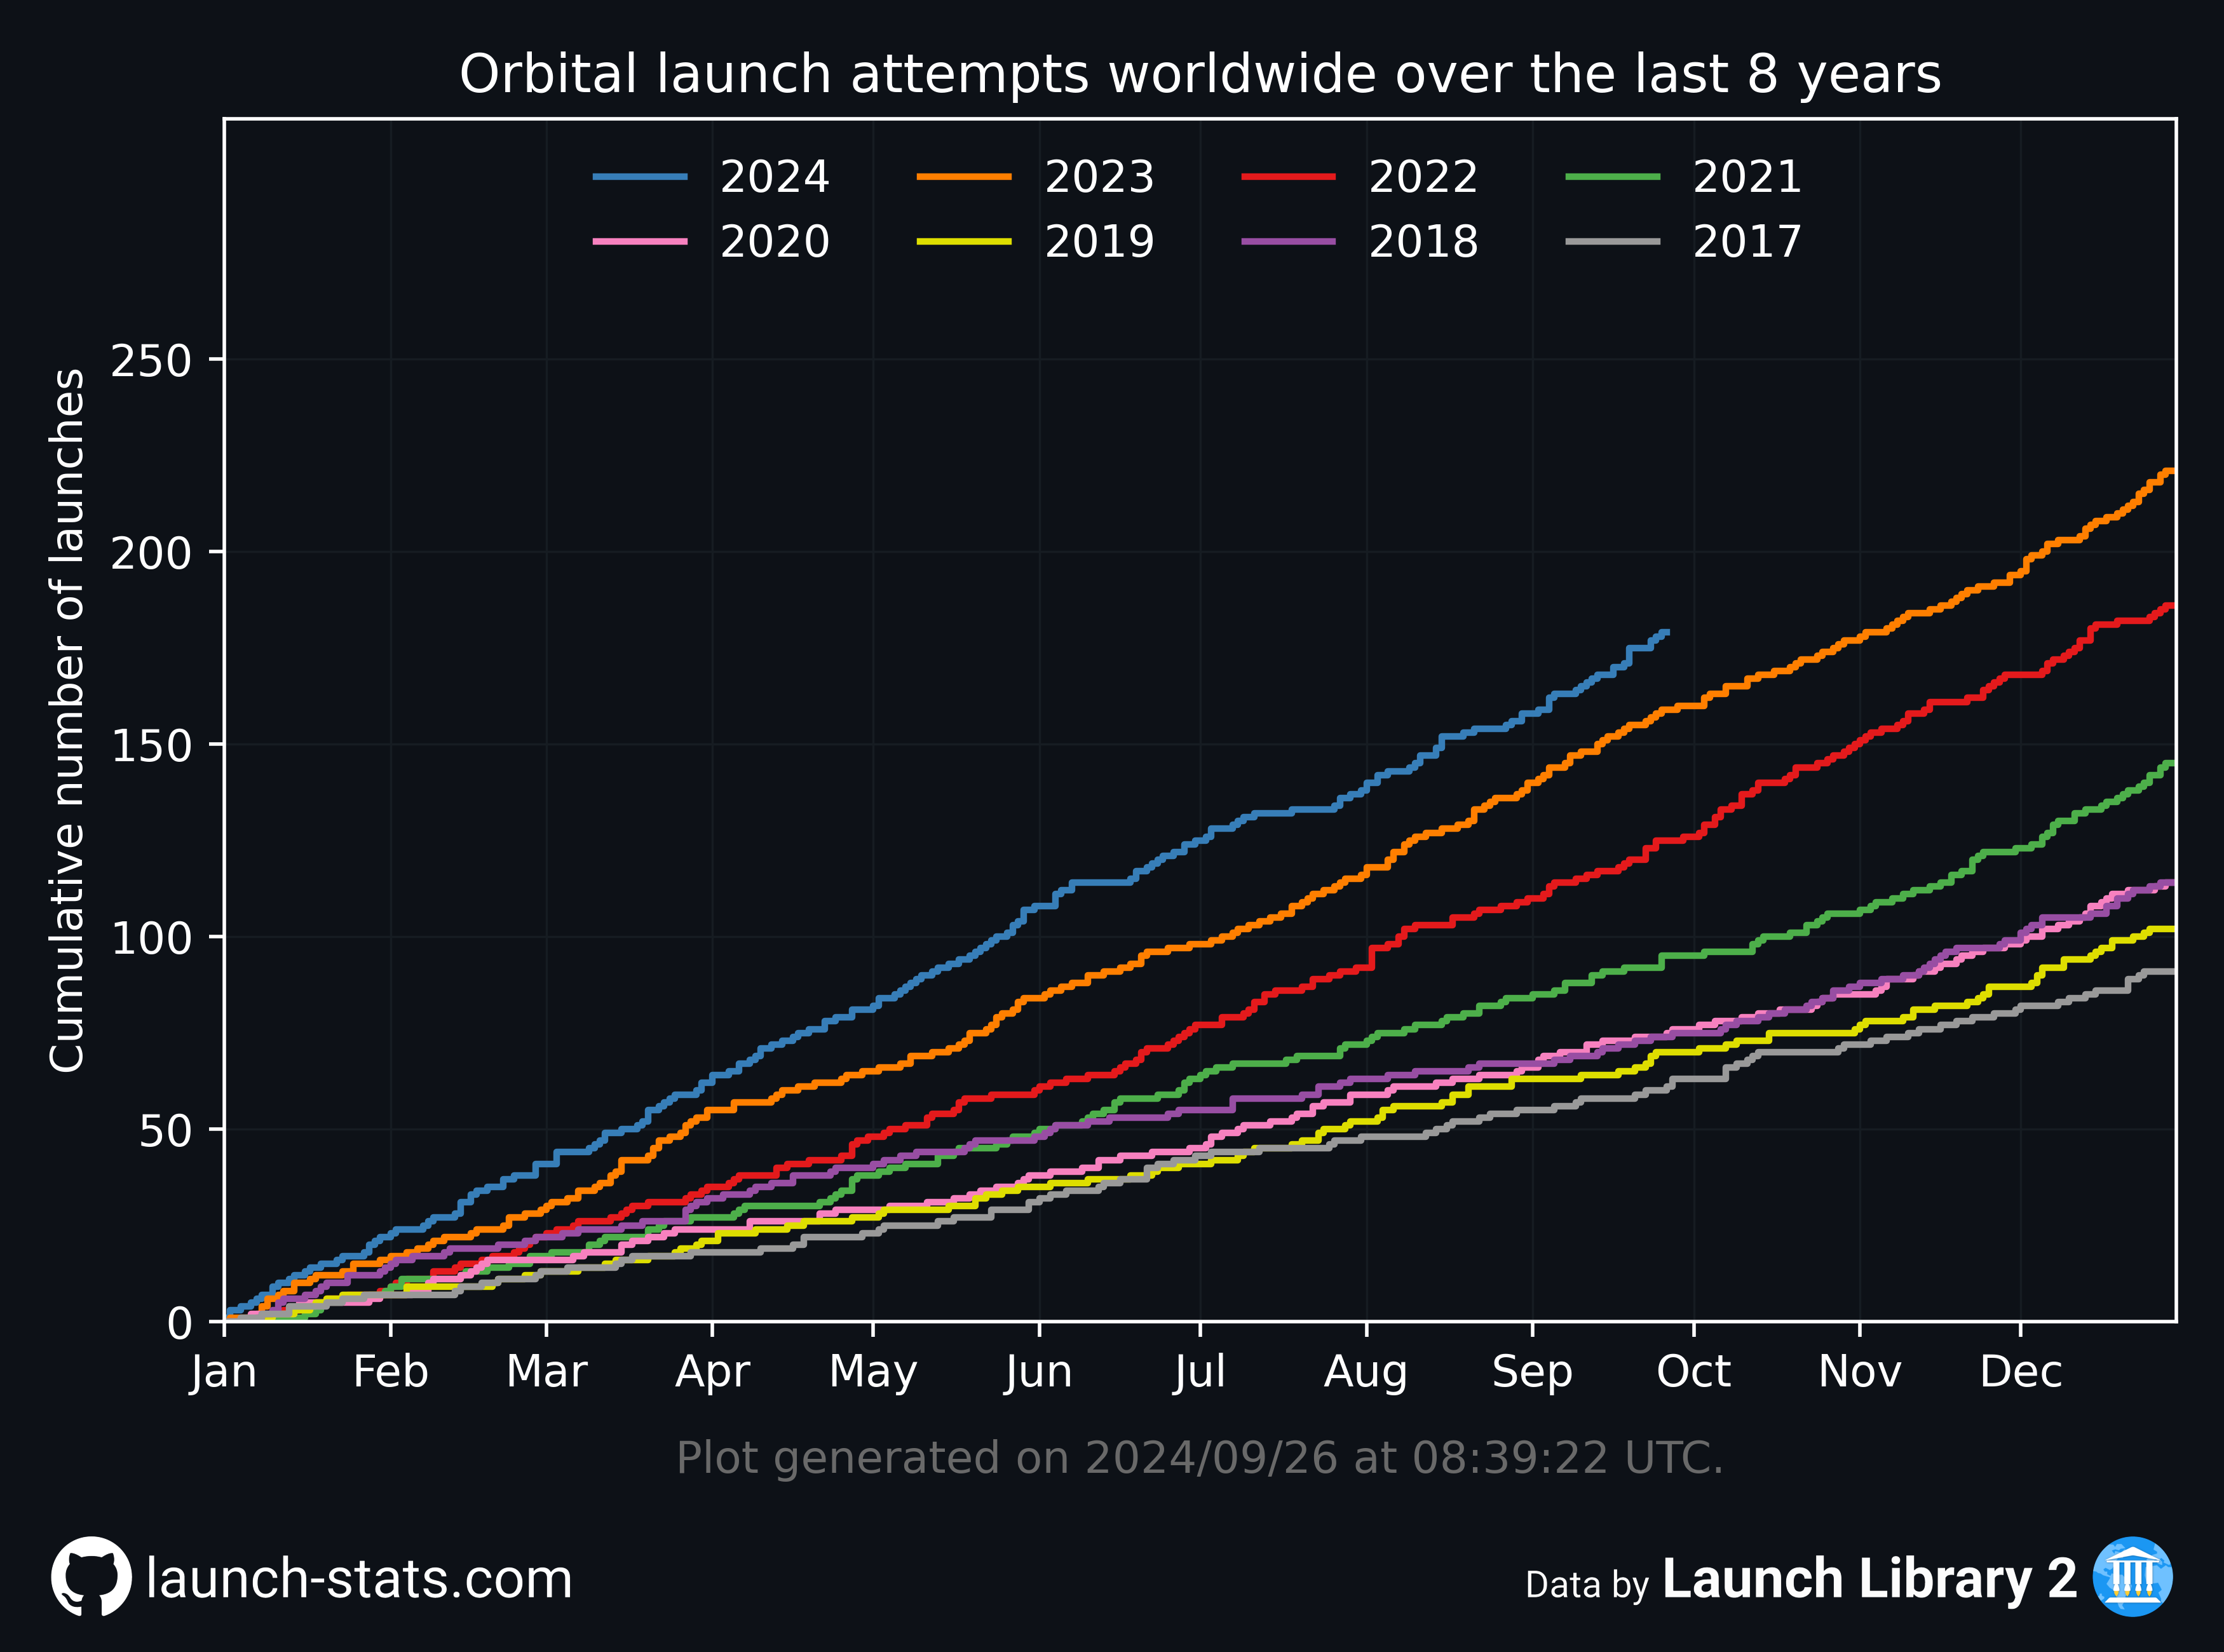 Orbital launch attempts worldwide over the last 8 years
2024 2023 2022 2021
2020 2019 2018 2017
Cumulative number of launches
250
200
150
100
50
0
Jan Feb Mar Apr May Jun Jul Aug Sep Oct Nov Dec
Plot generated on 2024/09/26 at 08:39:22 UTC.
launch-stats.com
Data by Launch Library 2